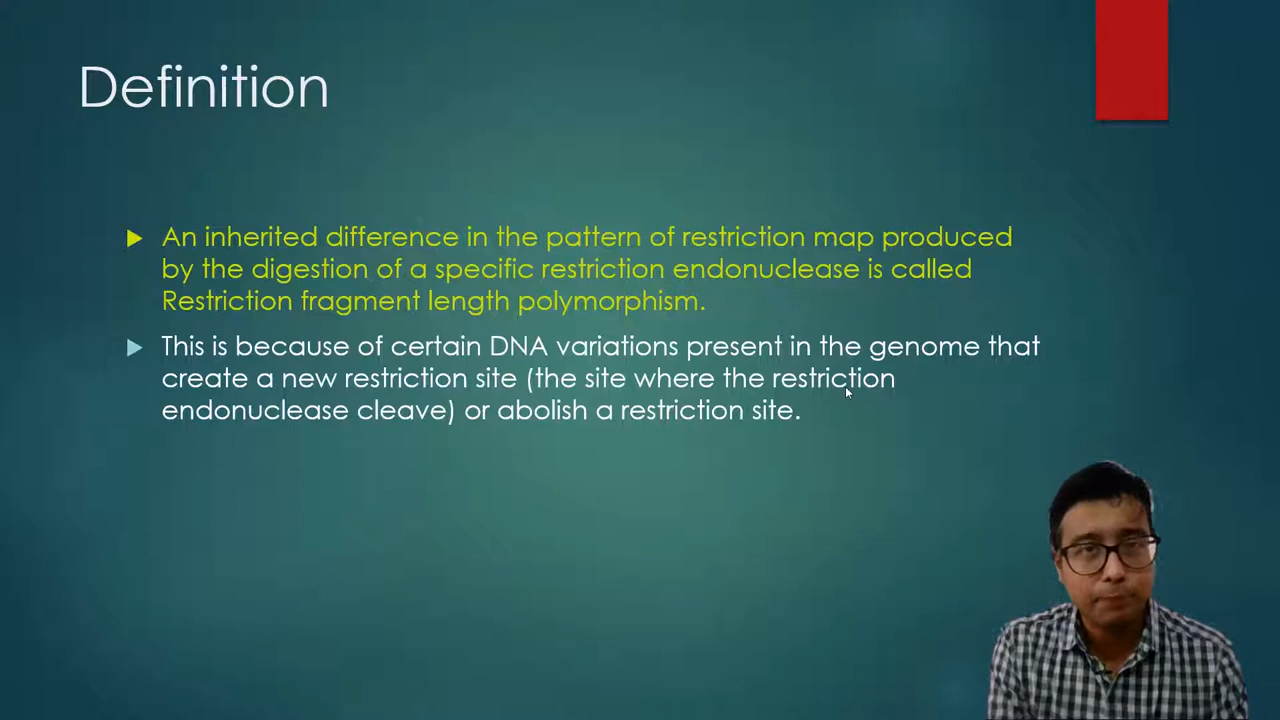 Definition
An inherited difference in the pattern of restriction map produced
by the digestion of a specific restriction endonuclease is called
Restriction fragment length polymorphism.
This is because of certain DNA variations present in the genome that
create a new restriction site (the site where the restriction
endonuclease cleave) or abolish a restriction site.